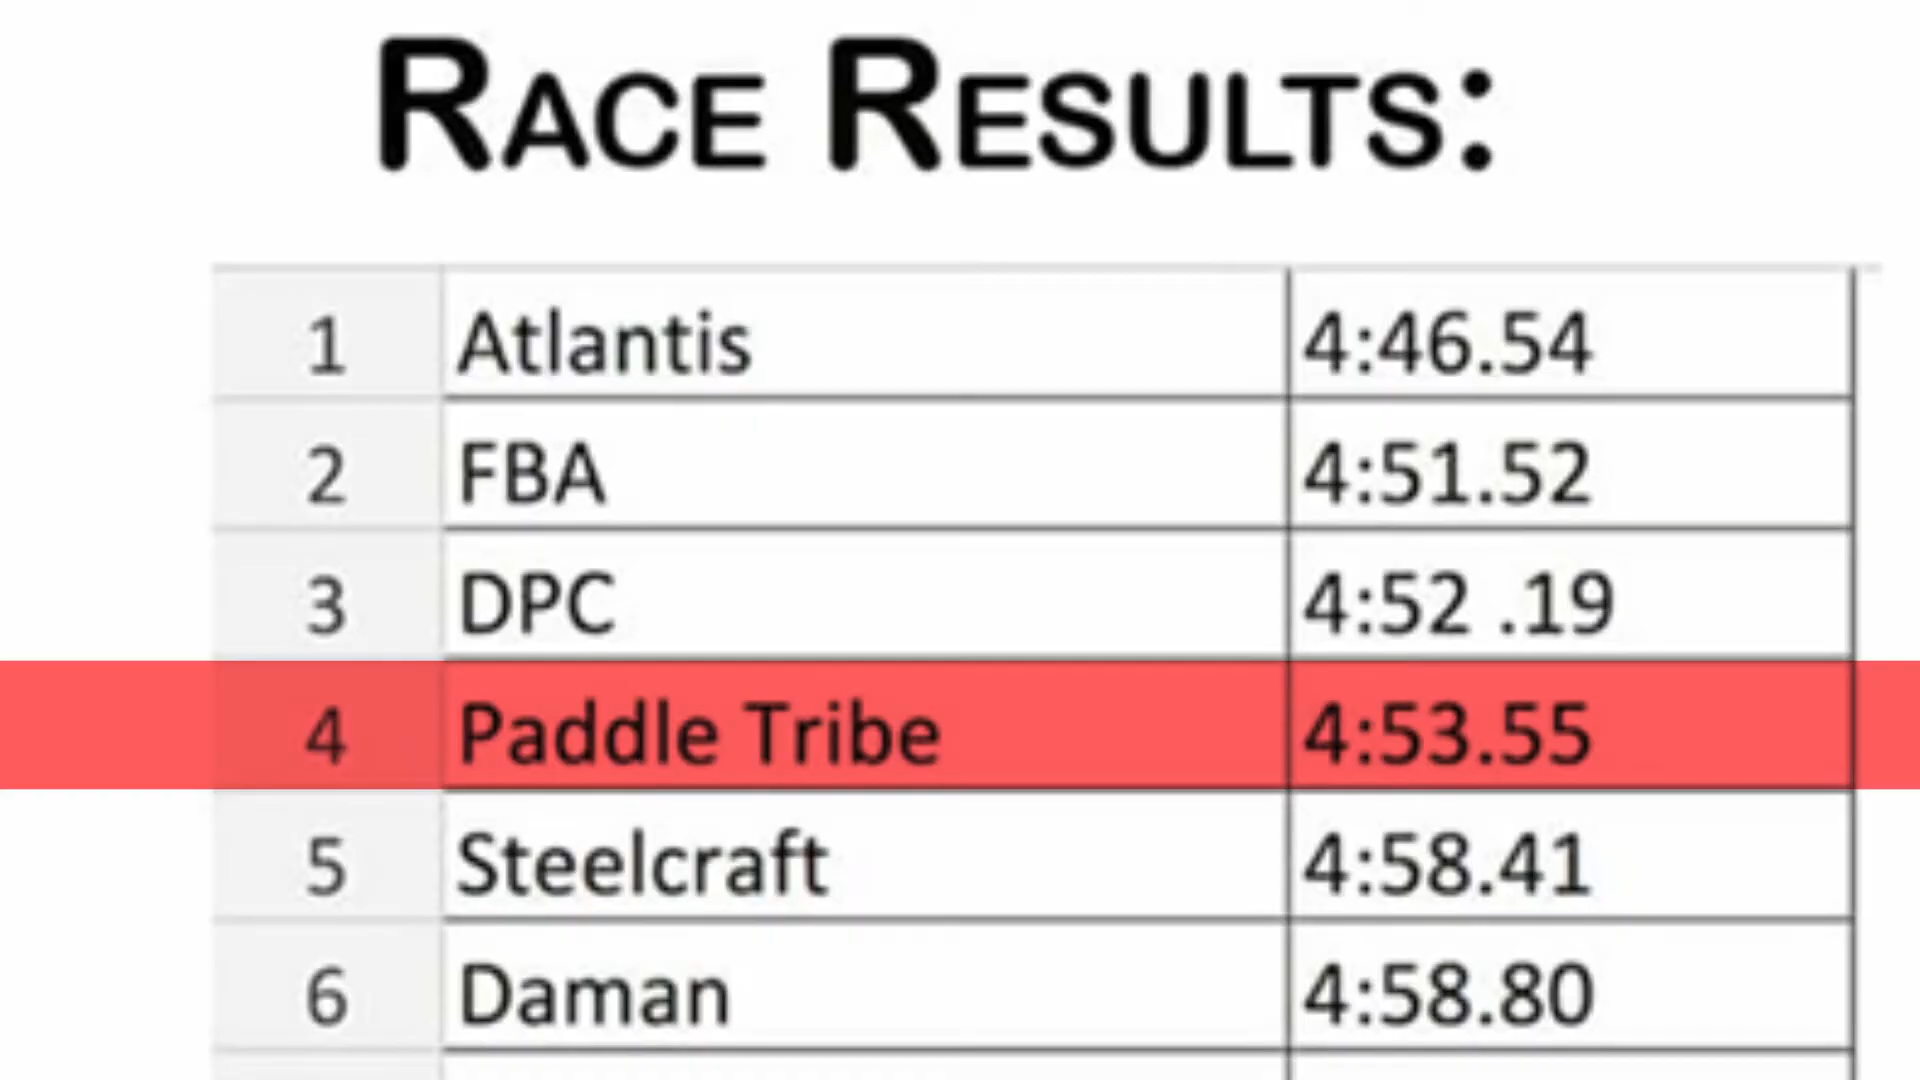 RACE RESULTS:
1 Atlantis 4:46.54
2 FBA 4:51.52
3 DPC 4:52 .19
4 Paddle Tribe 4:53.55
5 Steelcraft 4:58.41
6 Daman 4:58.80